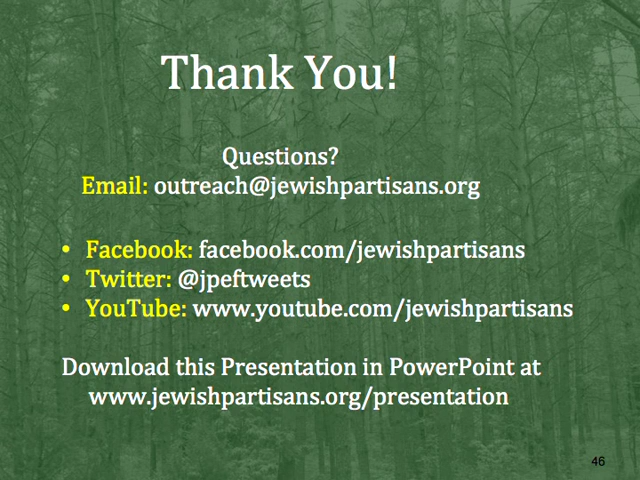 Thank You!
Questions?
Email: outreach@jewishpartisans.org
• Facebook: facebook.com/jewishpartisans
• Twitter: @jpeftweets
• YouTube: www.youtube.com/jewishpartisans
Download this Presentation in PowerPoint at
www.jewishpartisans.org/presentation
46